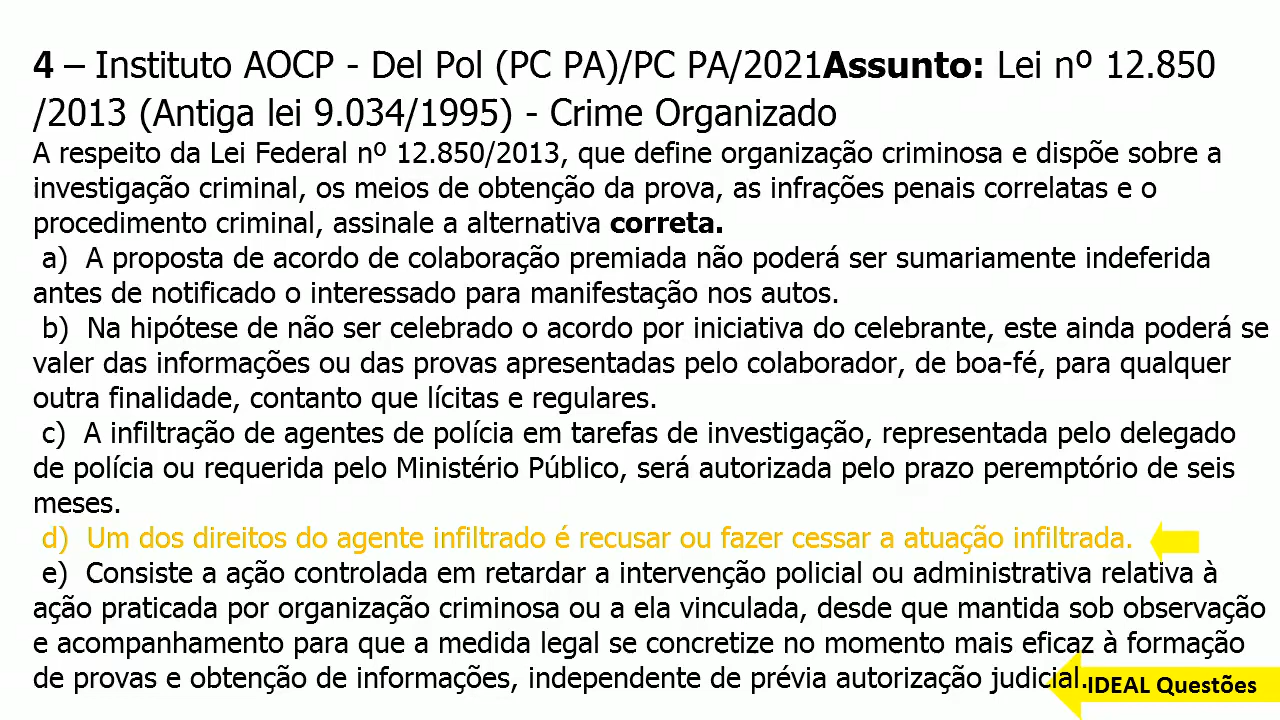 4 – Instituto AOCP - Del Pol (PC PA)/PC PA/2021Assunto: Lei nº 12.850
/2013 (Antiga lei 9.034/1995) - Crime Organizado
A respeito da Lei Federal nº 12.850/2013, que define organização criminosa e dispõe sobre a
investigação criminal, os meios de obtenção da prova, as infrações penais correlatas e o
procedimento criminal, assinale a alternativa correta.
a) A proposta de acordo de colaboração premiada não poderá ser sumariamente indeferida
antes de notificado o interessado para manifestação nos autos.
b) Na hipótese de não ser celebrado o acordo por iniciativa do celebrante, este ainda poderá se
valer das informações ou das provas apresentadas pelo colaborador, de boa-fé, para qualquer
outra finalidade, contanto que lícitas e regulares.
c) A infiltração de agentes de polícia em tarefas de investigação, representada pelo delegado
de polícia ou requerida pelo Ministério Público, será autorizada pelo prazo peremptório de seis
meses.
d) Um dos direitos do agente infiltrado é recusar ou fazer cessar a atuação infiltrada.
e) Consiste a ação controlada em retardar a intervenção policial ou administrativa relativa à
ação praticada por organização criminosa ou a ela vinculada, desde que mantida sob observação
e acompanhamento para que a medida legal se concretize no momento mais eficaz à formação
de provas e obtenção de informações, independente de prévia autorização judicial.
IDEAL Questões